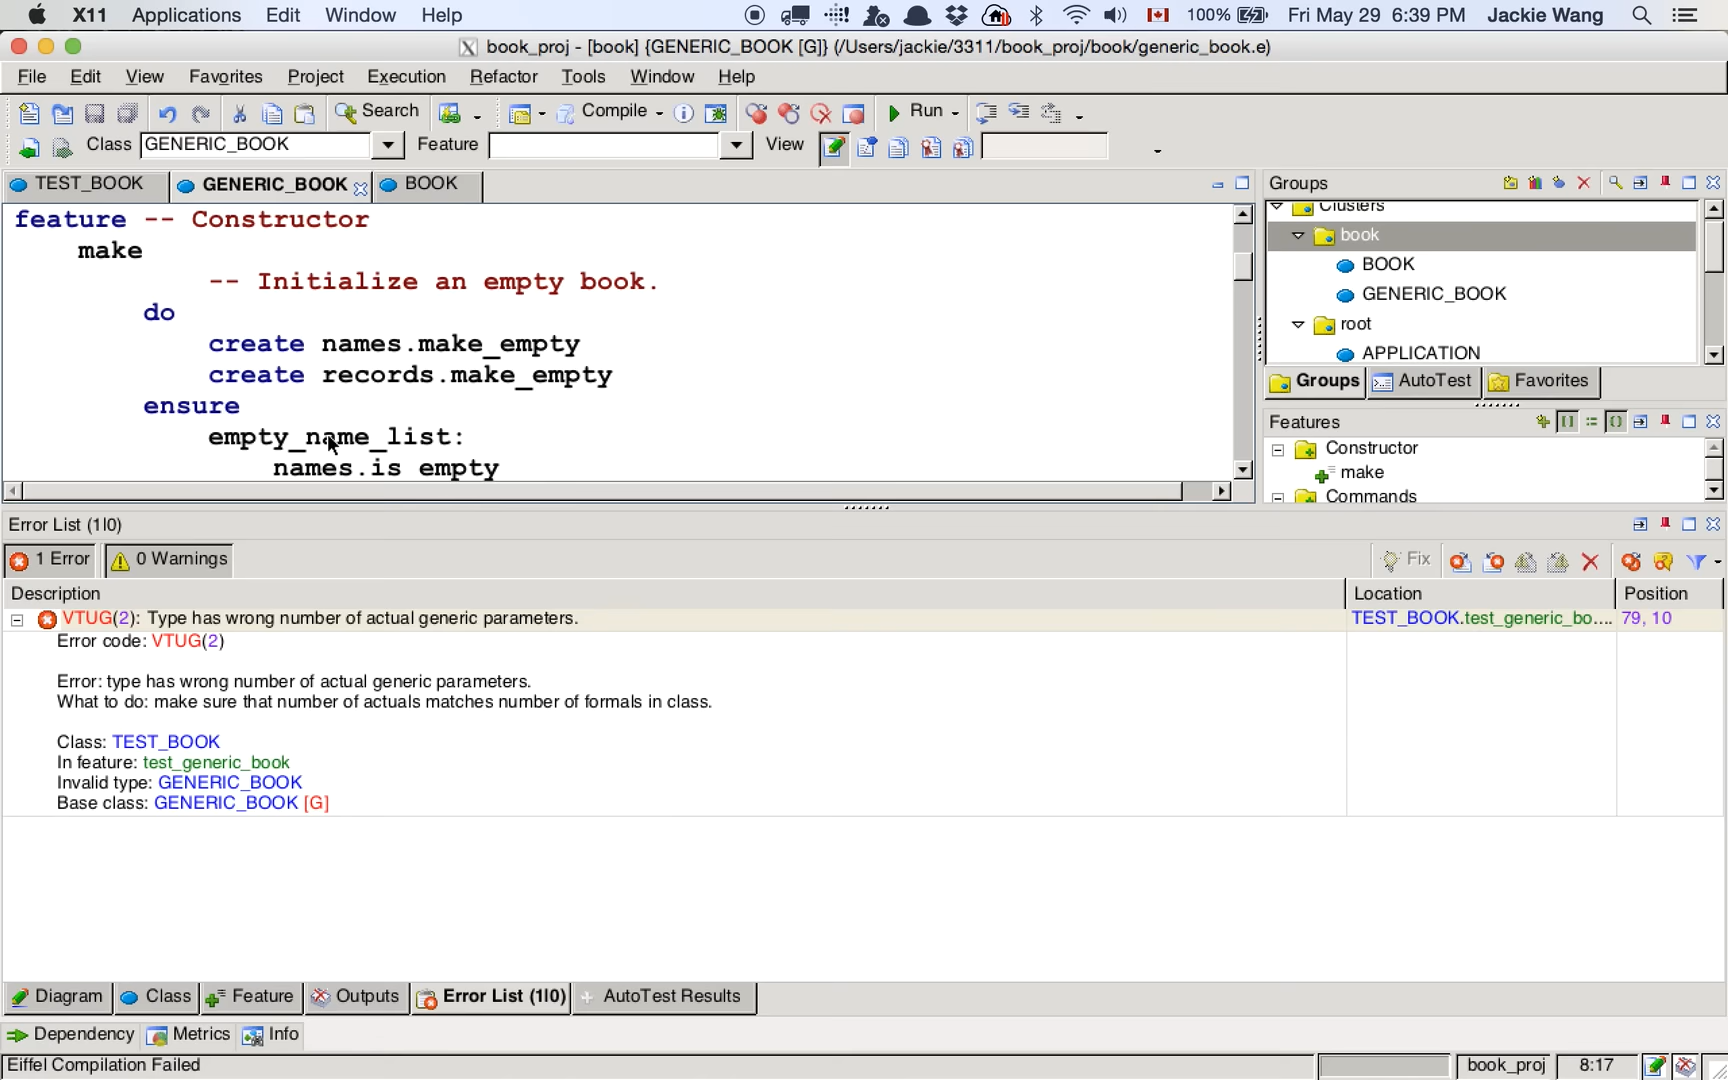 X11 Applications Edit Window Help 100% Fri May 29 6:39 PM Jackie Wang
book_proj - [book] {GENERIC_BOOK [G]} (/Users/jackie/3311/book_proj/book/generic_book.e)
File Edit View Favorites Project Execution Refactor Tools Window Help
Search Compile Run
Class GENERIC_BOOK Feature View
TEST_BOOK GENERIC_BOOK BOOK
feature -- Constructor
make
-- Initialize an empty book.
do
create names.make_empty
create records.make_empty
ensure
empty_name_list:
names.is_empty
Groups
Clusters
book
BOOK
GENERIC_BOOK
root
APPLICATION
Groups AutoTest Favorites
Features
Constructor
make
Commands
Error List (1|0)
1 Error 0 Warnings Fix
Description Location Position
VTUG(2): Type has wrong number of actual generic parameters. TEST_BOOK.test_generic_bo.... 79, 10
Error code: VTUG(2)
Error: type has wrong number of actual generic parameters.
What to do: make sure that number of actuals matches number of formals in class.
Class: TEST_BOOK
In feature: test_generic_book
Invalid type: GENERIC_BOOK
Base class: GENERIC_BOOK [G]
Diagram Class Feature Outputs Error List (1|0) AutoTest Results
Dependency Metrics Info
Eiffel Compilation Failed book_proj 8:17